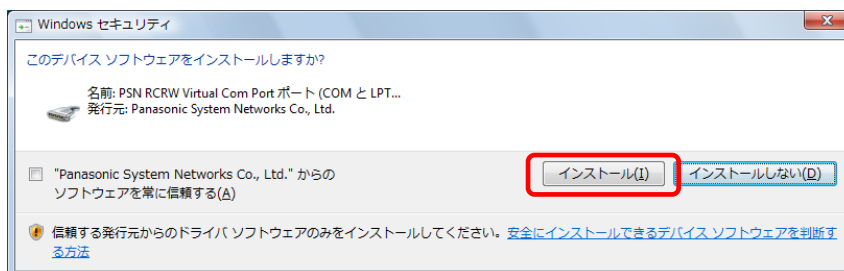 Windows セキュリティ
このデバイス ソフトウェアをインストールしますか?
名前: PSN RCRW Virtual Com Port ポート (COM と LPT...
発行元: Panasonic System Networks Co., Ltd.
"Panasonic System Networks Co., Ltd." からの
ソフトウェアを常に信頼する(A)
インストール(I)
インストールしない(D)
信頼する発行元からのドライバ ソフトウェアのみをインストールしてください。安全にインストールできるデバイス ソフトウェアを判断す
る方法